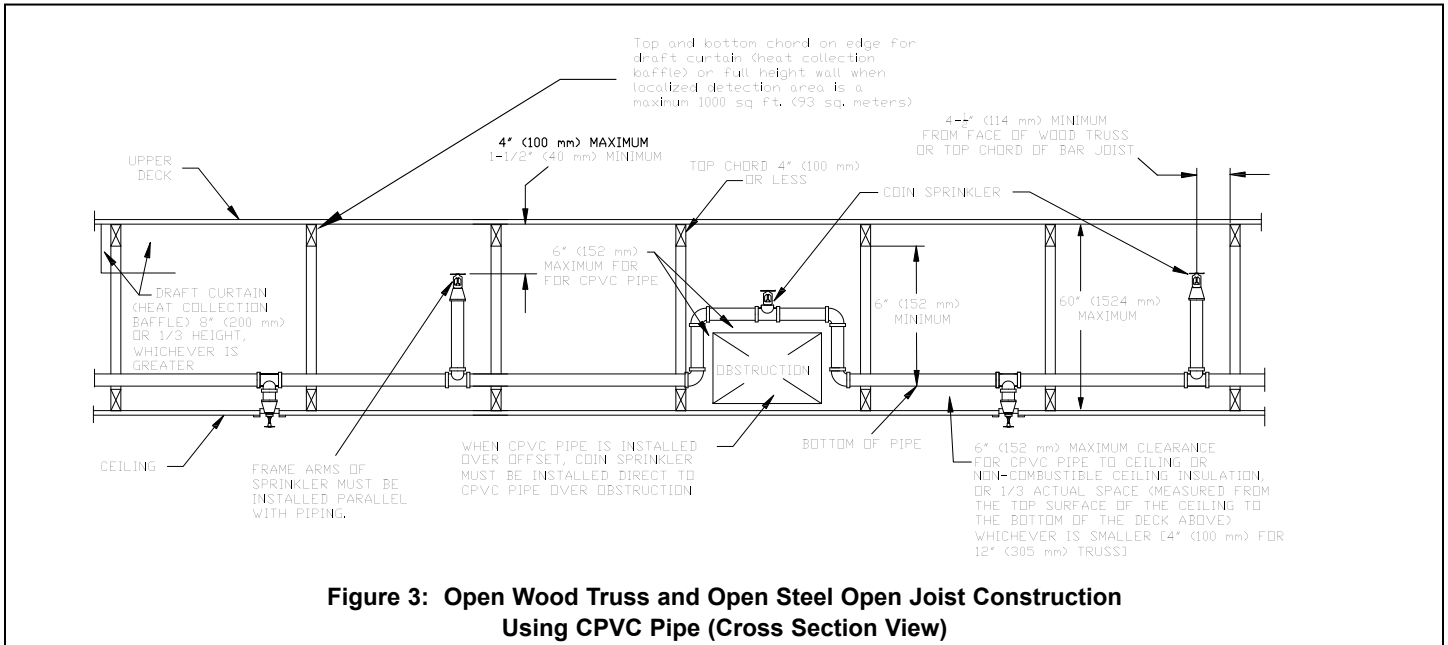 Top and bottom chord on edge for
draft curtain (heat collection
baffle) or full height wall when
localized detection area is a
maximum 1000 sq ft. (93 sq. meters)
4-½" (114 mm) MINIMUM
FROM FACE OF WOOD TRUSS
OR TOP CHORD OF BAR JOIST
4" (100 mm) MAXIMUM
1-1/2" (40 mm) MINIMUM
UPPER
DECK
TOP CHORD 4" (100 mm)
OR LESS
COIN SPRINKLER
6" (152 mm)
MAXIMUM FOR
FOR CPVC PIPE
DRAFT CURTAIN
(HEAT COLLECTION
BAFFLE) 8" (200 mm)
OR 1/3 HEIGHT,
WHICHEVER IS
GREATER
6" (152 mm)
MINIMUM
60" (1524 mm)
MAXIMUM
OBSTRUCTION
CEILING
FRAME ARMS OF
SPRINKLER MUST BE
INSTALLED PARALLEL
WITH PIPING.
WHEN CPVC PIPE IS INSTALLED
OVER OFFSET, COIN SPRINKLER
MUST BE INSTALLED DIRECT TO
CPVC PIPE OVER OBSTRUCTION
BOTTOM OF PIPE
6" (152 mm) MAXIMUM CLEARANCE
FOR CPVC PIPE TO CEILING OR
NON-COMBUSTIBLE CEILING INSULATION,
OR 1/3 ACTUAL SPACE (MEASURED FROM
THE TOP SURFACE OF THE CEILING TO
THE BOTTOM OF THE DECK ABOVE)
WHICHEVER IS SMALLER [4" (100 mm) FOR
12" (305 mm) TRUSS]
Figure 3: Open Wood Truss and Open Steel Open Joist Construction
Using CPVC Pipe (Cross Section View)